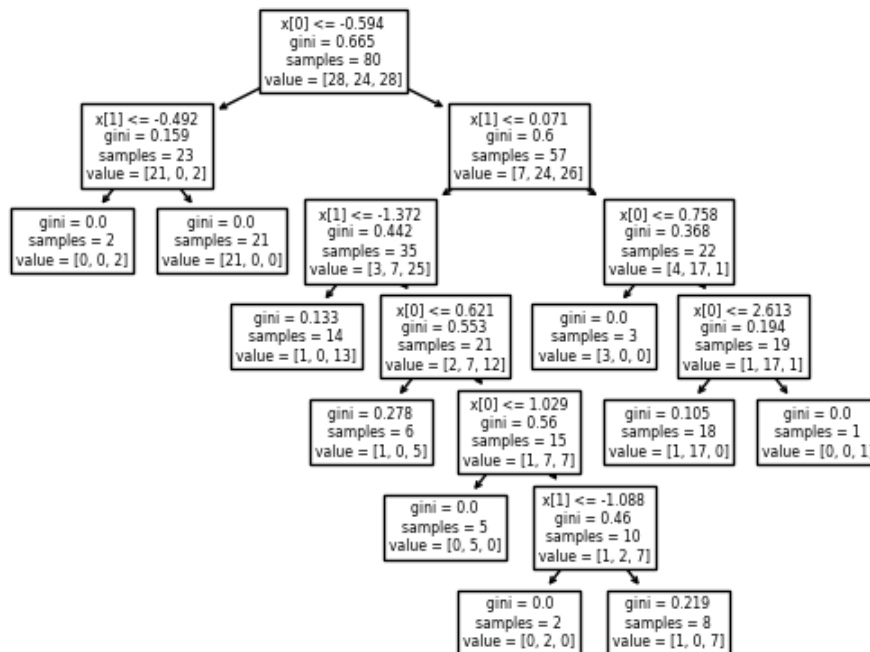 x[0] <= -0.594
gini = 0.665
samples = 80
value = [28, 24, 28]
x[1] <= -0.492
gini = 0.159
samples = 23
value = [21, 0, 2]
x[1] <= 0.071
gini = 0.6
samples = 57
value = [7, 24, 26]
gini = 0.0
samples = 2
value = [0, 0, 2]
gini = 0.0
samples = 21
value = [21, 0, 0]
x[1] <= -1.372
gini = 0.442
samples = 35
value = [3, 7, 25]
x[0] <= 0.758
gini = 0.368
samples = 22
value = [4, 17, 1]
gini = 0.133
samples = 14
value = [1, 0, 13]
x[0] <= 0.621
gini = 0.553
samples = 21
value = [2, 7, 12]
gini = 0.0
samples = 3
value = [3, 0, 0]
x[0] <= 2.613
gini = 0.194
samples = 19
value = [1, 17, 1]
gini = 0.278
samples = 6
value = [1, 0, 5]
x[0] <= 1.029
gini = 0.56
samples = 15
value = [1, 7, 7]
gini = 0.105
samples = 18
value = [1, 17, 0]
gini = 0.0
samples = 1
value = [0, 0, 1]
gini = 0.0
samples = 5
value = [0, 5, 0]
x[1] <= -1.088
gini = 0.46
samples = 10
value = [1, 2, 7]
gini = 0.0
samples = 2
value = [0, 2, 0]
gini = 0.219
samples = 8
value = [1, 0, 7]